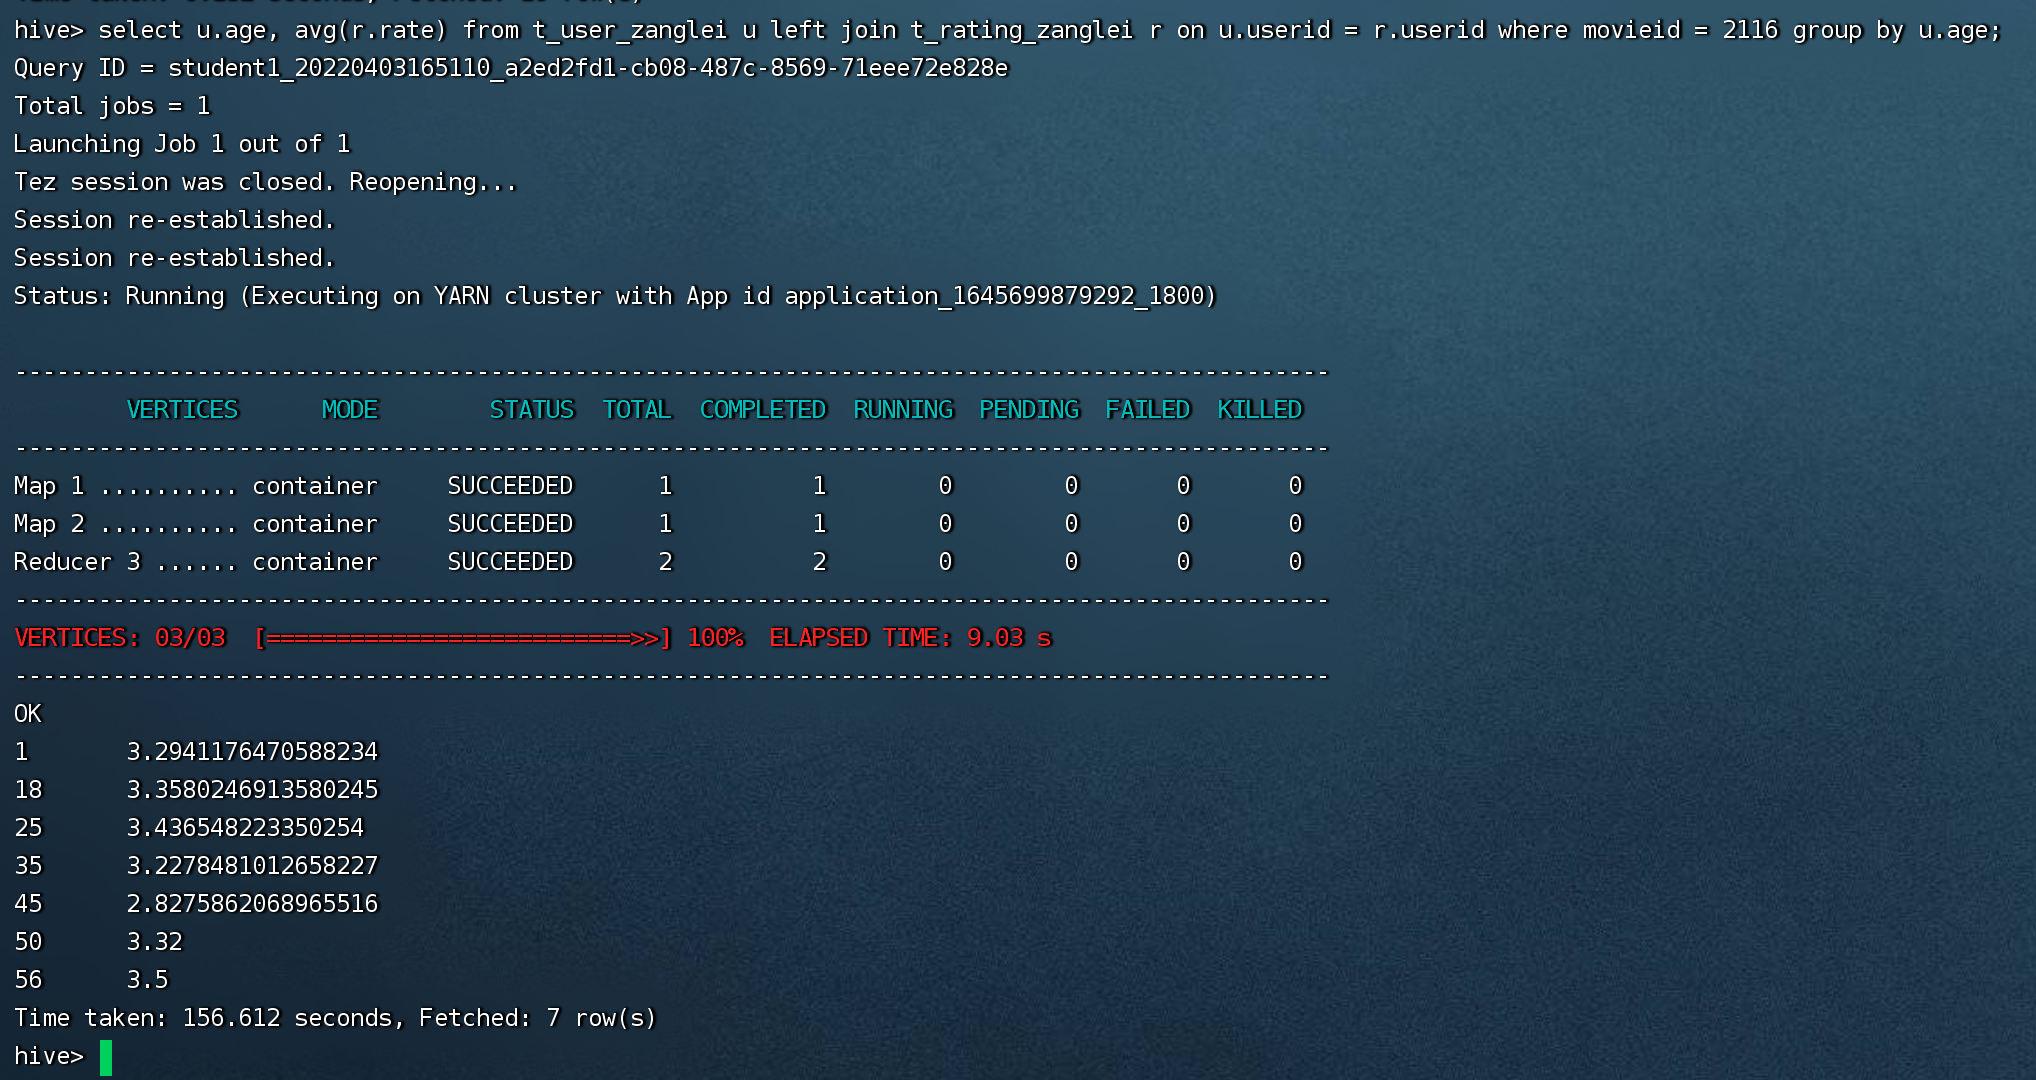 hive> select u.age, avg(r.rate) from t_user_zanglei u left join t_rating_zanglei r on u.userid = r.userid where movieid = 2116 group by u.age;
Query ID = student1_20220403165110_a2ed2fd1-cb08-487c-8569-71eee72e828e
Total jobs = 1
Launching Job 1 out of 1
Tez session was closed. Reopening...
Session re-established.
Session re-established.
Status: Running (Executing on YARN cluster with App id application_1645699879292_1800)
----------------------------------------------------------------------------------------------
        VERTICES      MODE        STATUS  TOTAL  COMPLETED  RUNNING  PENDING  FAILED  KILLED
----------------------------------------------------------------------------------------------
Map 1 .......... container     SUCCEEDED      1          1        0        0       0       0
Map 2 .......... container     SUCCEEDED      1          1        0        0       0       0
Reducer 3 ...... container     SUCCEEDED      2          2        0        0       0       0
----------------------------------------------------------------------------------------------
VERTICES: 03/03  [==========================>>] 100%  ELAPSED TIME: 9.03 s
----------------------------------------------------------------------------------------------
OK
1       3.2941176470588234
18      3.3580246913580245
25      3.436548223350254
35      3.2278481012658227
45      2.8275862068965516
50      3.32
56      3.5
Time taken: 156.612 seconds, Fetched: 7 row(s)
hive>